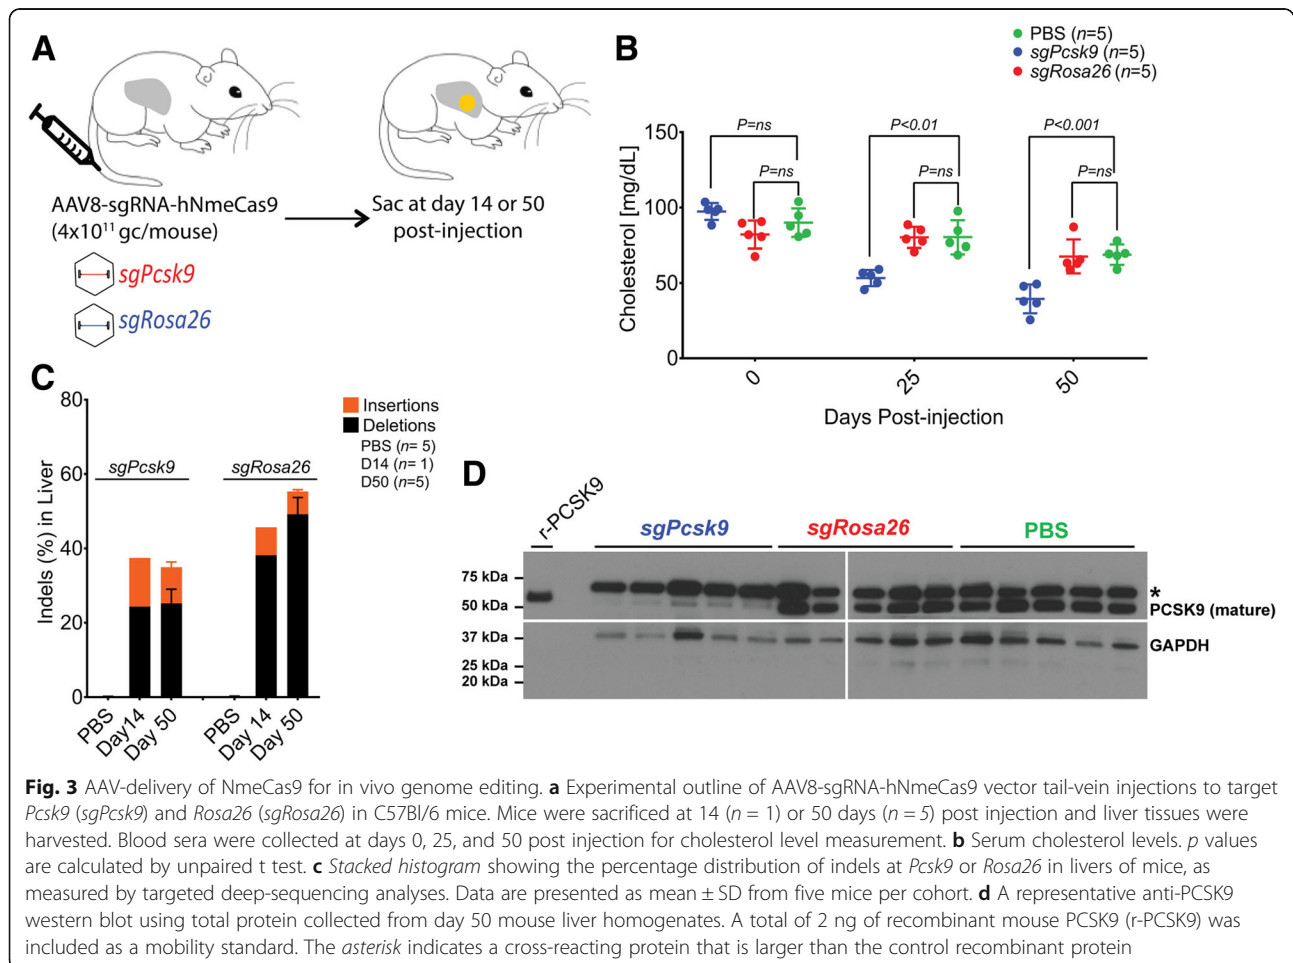 A
AAV8-sgRNA-hNmeCas9
(4x10¹¹ gc/mouse)
sgPcsk9
sgRosa26
Sac at day 14 or 50
post-injection
B
PBS (n=5)
sgPcsk9 (n=5)
sgRosa26 (n=5)
Cholesterol [mg/dL]
150
100
50
0
P=ns
P=ns
P<0.01
P=ns
P<0.001
P=ns
0
25
50
Days Post-injection
C
Indels (%) in Liver
80
60
40
20
0
sgPcsk9
sgRosa26
Insertions
Deletions
PBS (n= 5)
D14 (n= 1)
D50 (n=5)
PBS
Day14
Day 50
PBS
Day 14
Day 50
D
r-PCSK9
sgPcsk9
sgRosa26
PBS
75 kDa
50 kDa
37 kDa
25 kDa
20 kDa
*
PCSK9 (mature)
GAPDH
Fig. 3 AAV-delivery of NmeCas9 for in vivo genome editing. a Experimental outline of AAV8-sgRNA-hNmeCas9 vector tail-vein injections to target
Pcsk9 (sgPcsk9) and Rosa26 (sgRosa26) in C57Bl/6 mice. Mice were sacrificed at 14 (n = 1) or 50 days (n = 5) post injection and liver tissues were
harvested. Blood sera were collected at days 0, 25, and 50 post injection for cholesterol level measurement. b Serum cholesterol levels. p values
are calculated by unpaired t test. c Stacked histogram showing the percentage distribution of indels at Pcsk9 or Rosa26 in livers of mice, as
measured by targeted deep-sequencing analyses. Data are presented as mean ± SD from five mice per cohort. d A representative anti-PCSK9
western blot using total protein collected from day 50 mouse liver homogenates. A total of 2 ng of recombinant mouse PCSK9 (r-PCSK9) was
included as a mobility standard. The asterisk indicates a cross-reacting protein that is larger than the control recombinant protein